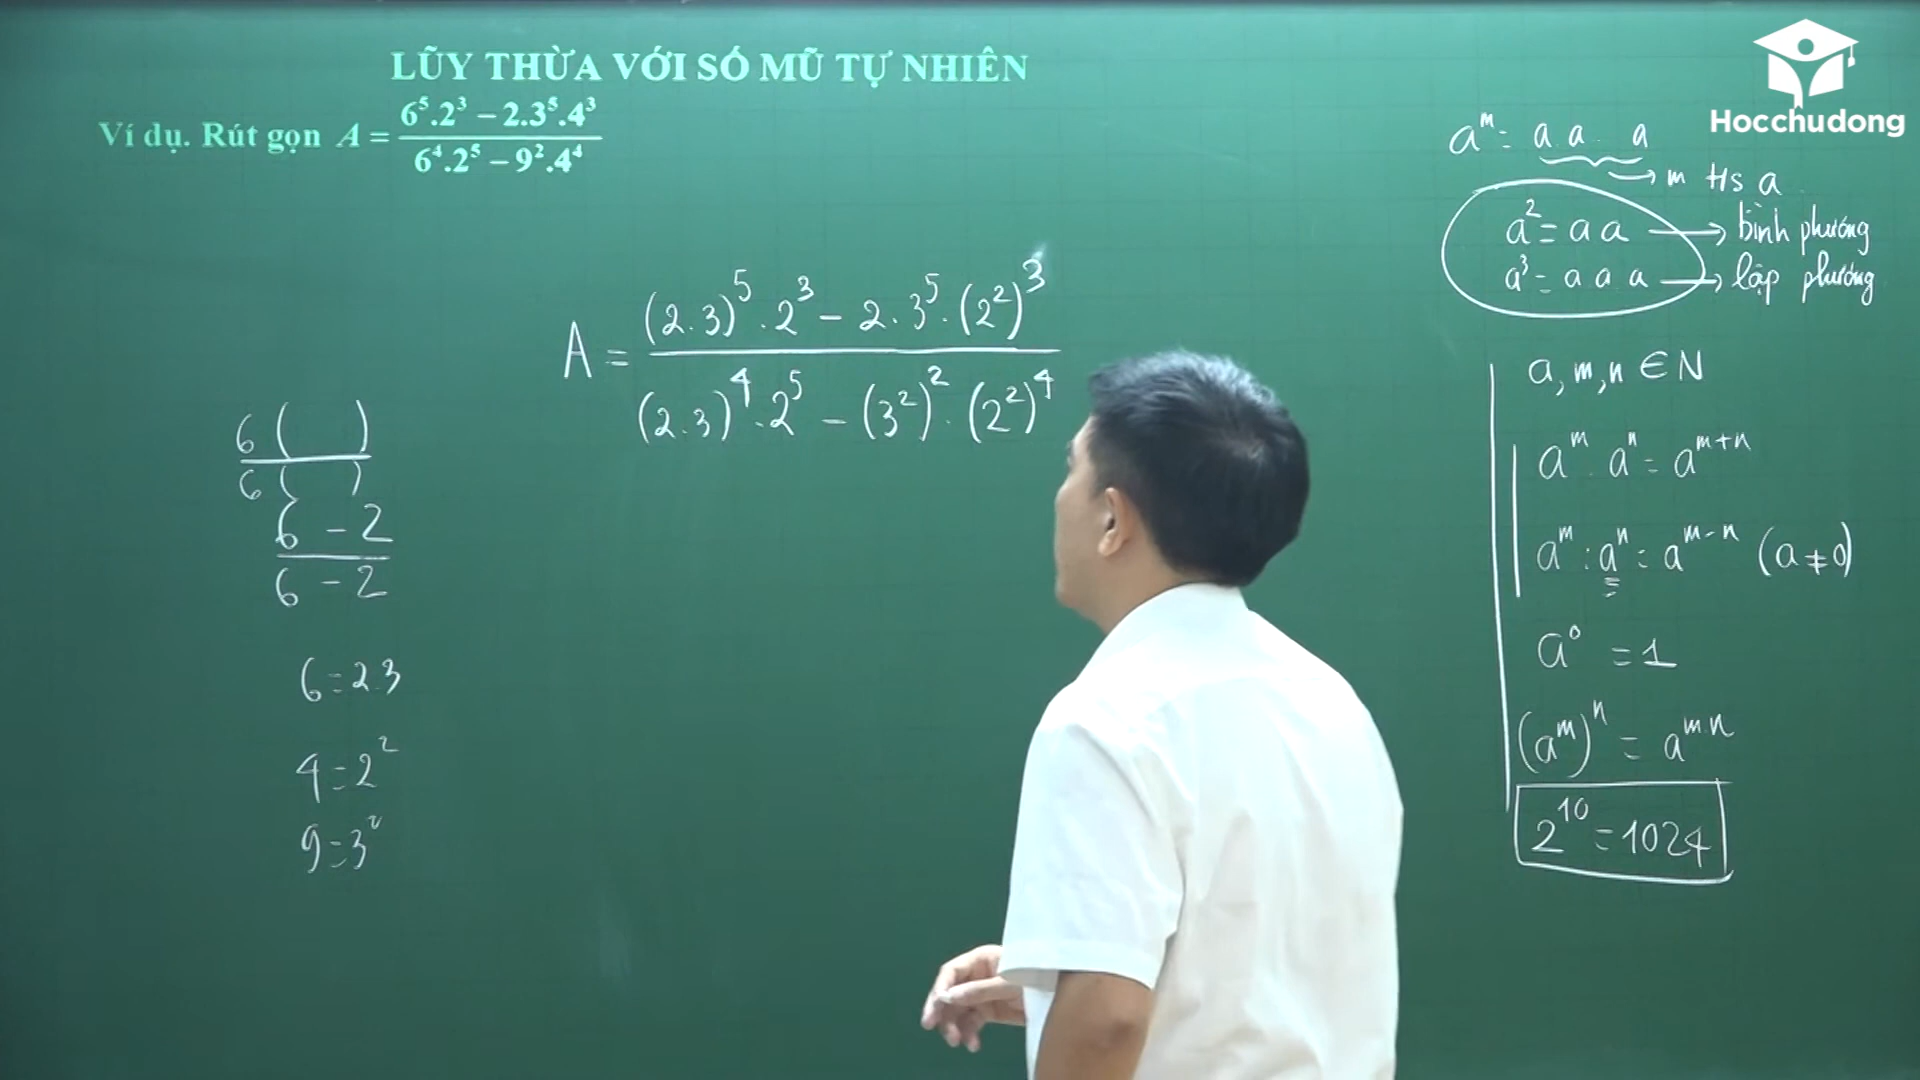 LŨY THỪA VỚI SỐ MŨ TỰ NHIÊN
Ví dụ. Rút gọn A = (6⁵.2³ – 2.3⁵.4³)/(6⁴.2⁵ – 9².4⁴)
Hocchudong
A = ((2.3)⁵.2³ – 2.3⁵.(2²)³)/((2.3)⁴.2⁵ – (3²)².(2²)⁴)
6 ( )
6 ( )
6 – 2
6 – 2
6 = 2.3
4 = 2²
9 = 3²
aᵐ = a.a...a
→ m Hs a
a² = a a → bình phương
a³ = a a a → lập phương
a, m, n ∈ N
aᵐ . aⁿ = aᵐ⁺ⁿ
aᵐ : aⁿ = aᵐ⁻ⁿ (a ≠ 0)
a⁰ = 1
(aᵐ)ⁿ = aᵐ·ⁿ
2¹⁰ = 1024